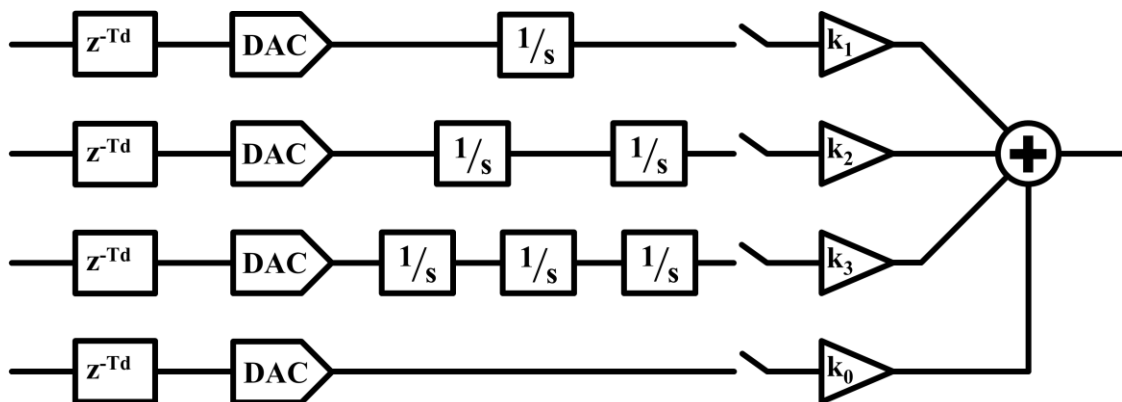 z-Td DAC 1/s k1
z-Td DAC 1/s 1/s k2
+
z-Td DAC 1/s 1/s 1/s k3
z-Td DAC k0